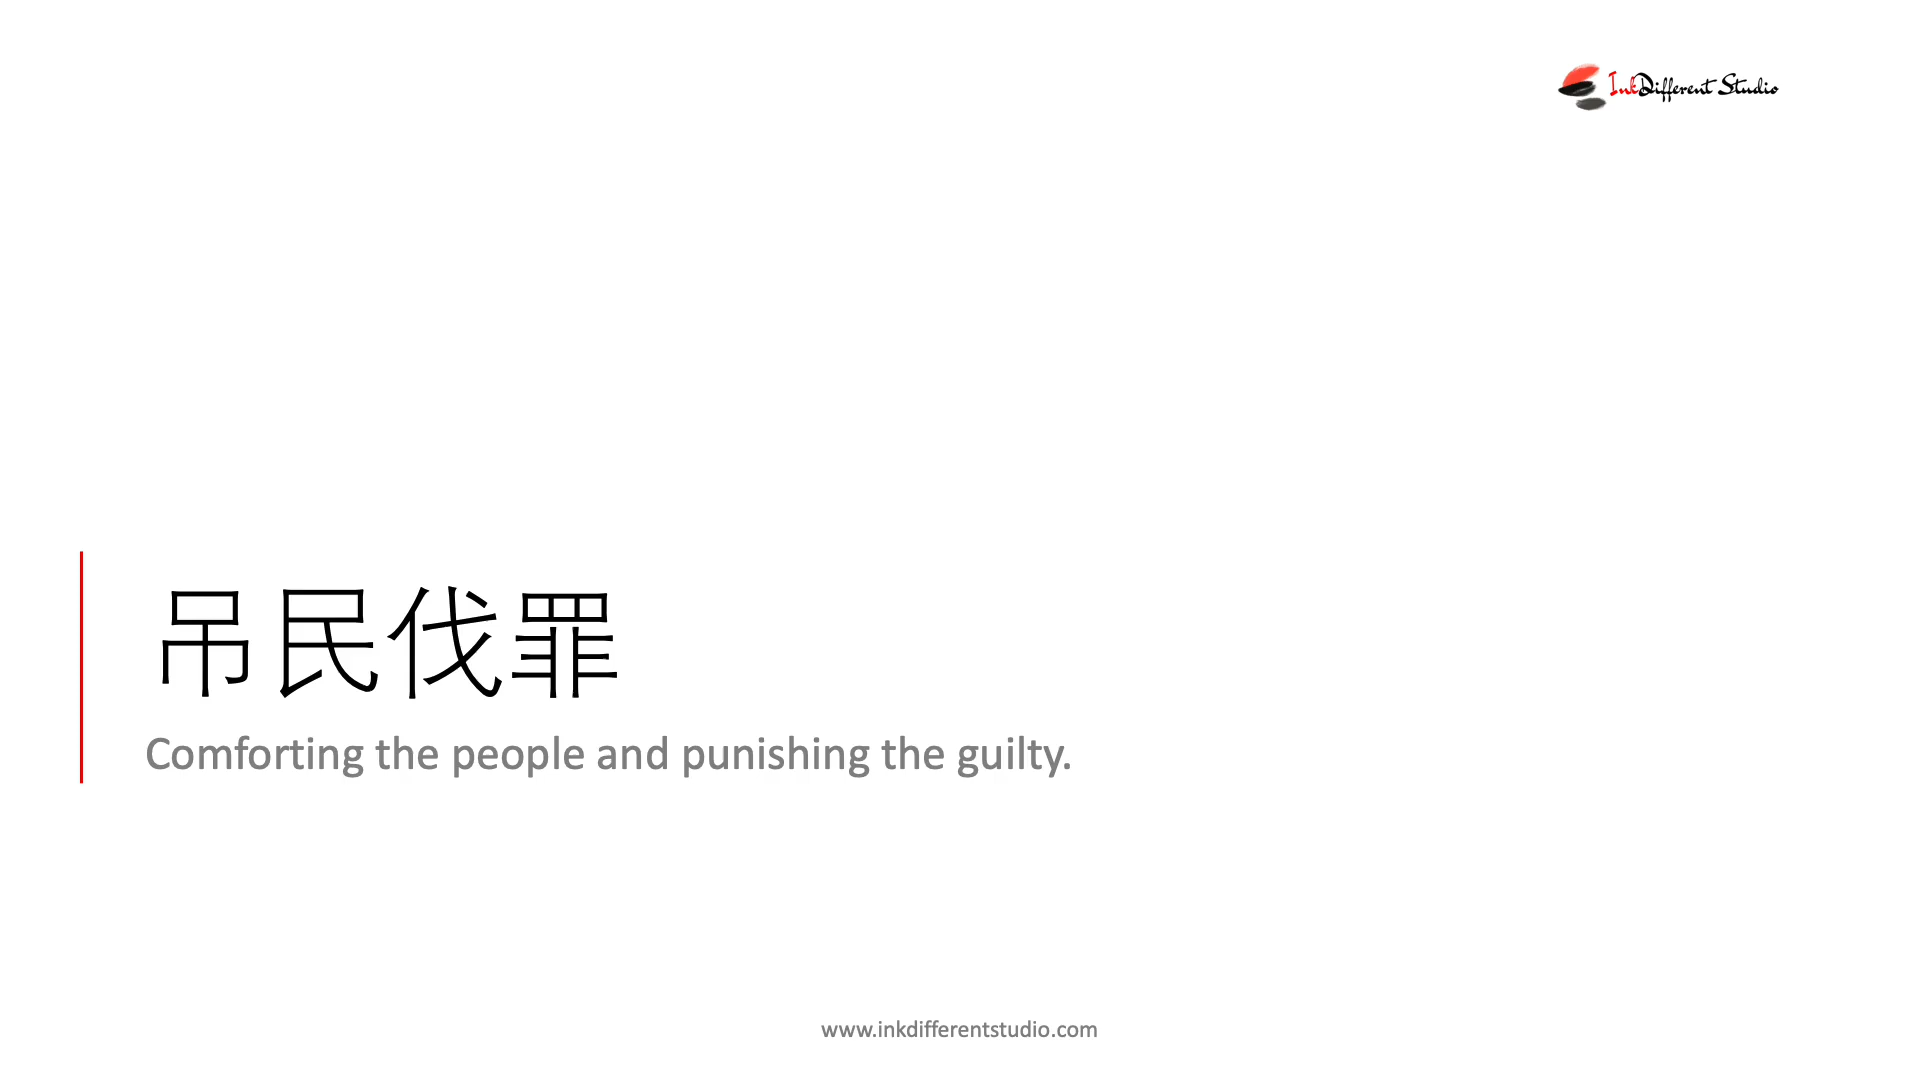 InkDifferent Studio
吊民伐罪
Comforting the people and punishing the guilty.
www.inkdifferentstudio.com